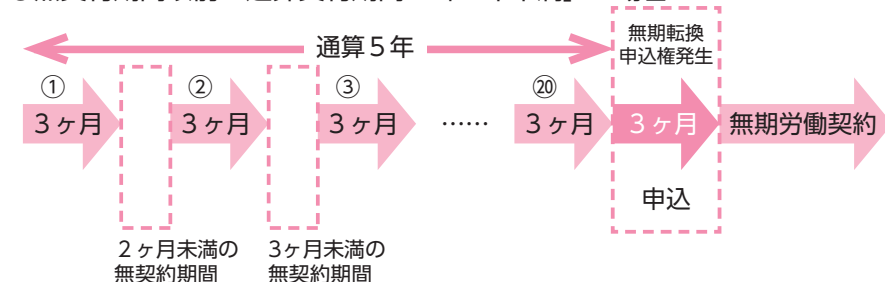 通算５年
無期転換
申込権発生
① ② ③ ⑳
３ヶ月 ３ヶ月 ３ヶ月 …… ３ヶ月 ３ヶ月 無期労働契約
申込
２ヶ月未満の
無契約期間
3ヶ月未満の
無契約期間